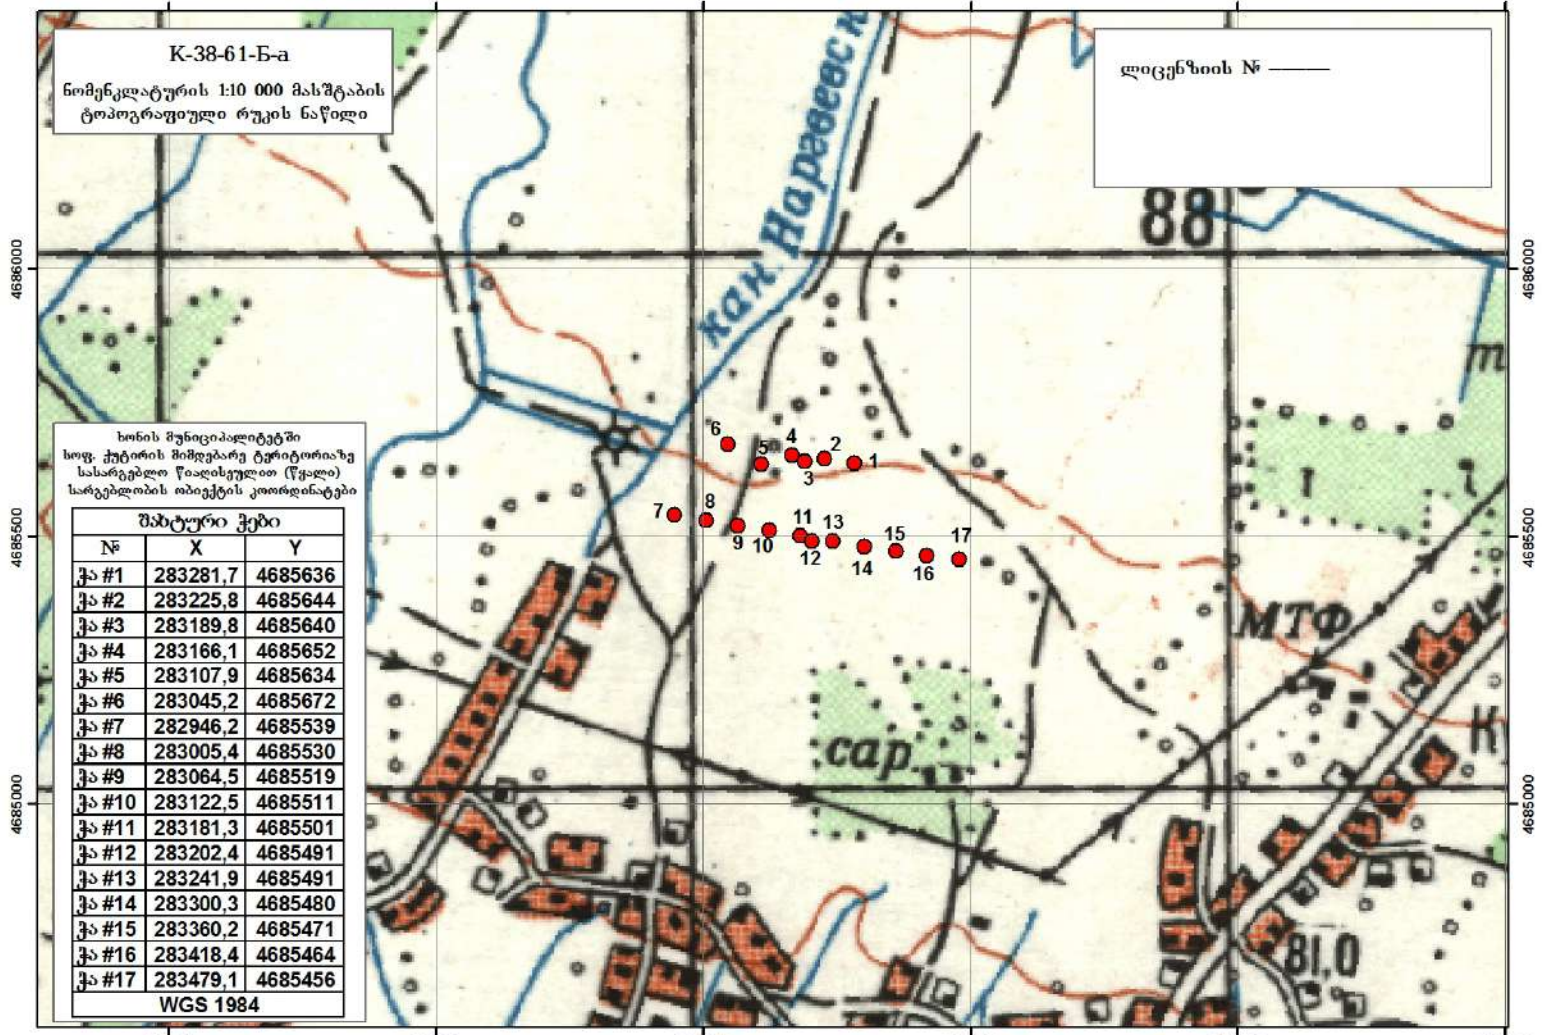 К-38-61-Б-а
ნომენკლატურის 1:10 000 მასშტაბის
ტოპოგრაფიული რუკის ნაწილი
ლიცენზიის №
кан. Наргевск
88
4686000
4686000
6
4
2
5
3
1
7
8
9
10
11
12
13
14
15
16
17
4685500
4685500
МТФ
сар.
4685000
4685000
81,0
ხონის მუნიციპალიტეტში
სოფ. ქუტირის მიმდებარე ტერიტორიაზე
სასარგებლო წიაღისეულით (წყალი)
სარგებლობის ობიექტის კოორდინატები
შახტური ჭები
№ X Y
ჭა #1 283281,7 4685636
ჭა #2 283225,8 4685644
ჭა #3 283189,8 4685640
ჭა #4 283166,1 4685652
ჭა #5 283107,9 4685634
ჭა #6 283045,2 4685672
ჭა #7 282946,2 4685539
ჭა #8 283005,4 4685530
ჭა #9 283064,5 4685519
ჭა #10 283122,5 4685511
ჭა #11 283181,3 4685501
ჭა #12 283202,4 4685491
ჭა #13 283241,9 4685491
ჭა #14 283300,3 4685480
ჭა #15 283360,2 4685471
ჭა #16 283418,4 4685464
ჭა #17 283479,1 4685456
WGS 1984